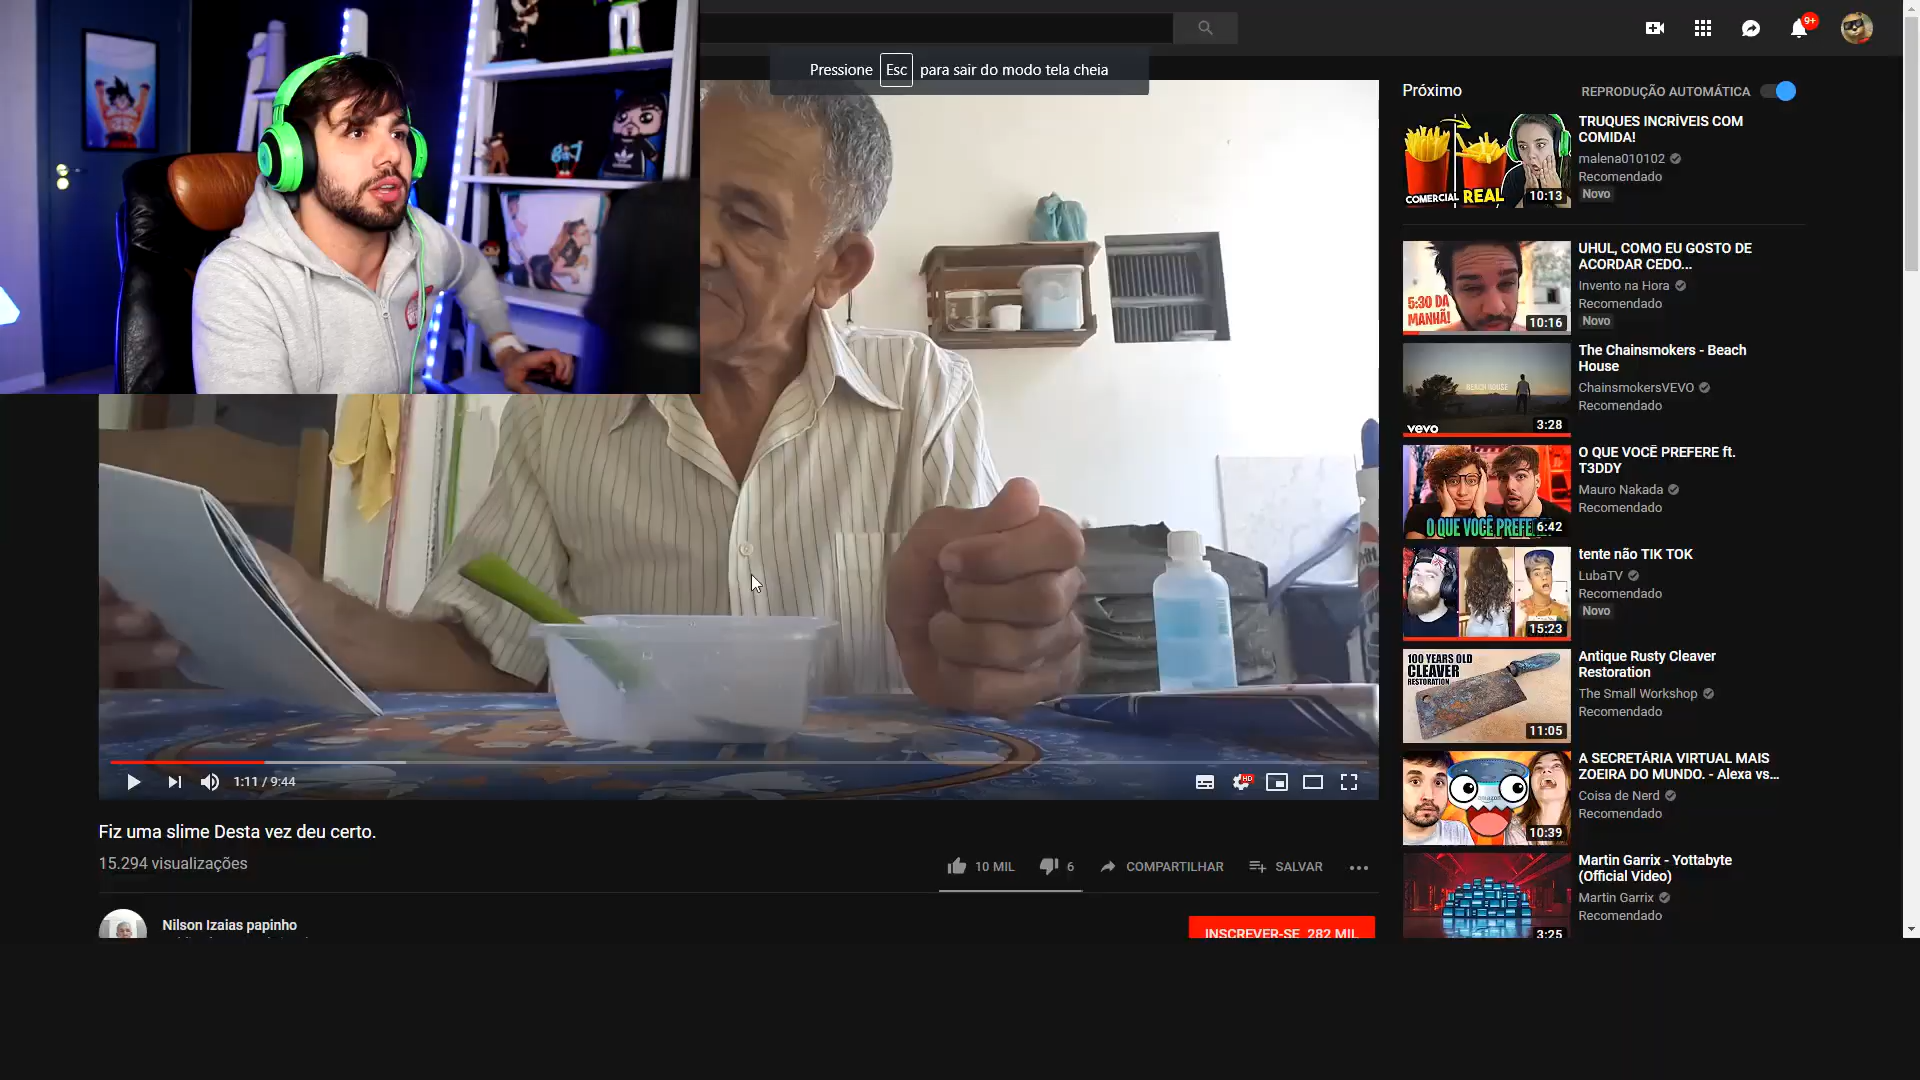 Pressione Esc para sair do modo tela cheia
9+
Próximo
REPRODUÇÃO AUTOMÁTICA
COMERCIAL REAL
10:13
TRUQUES INCRÍVEIS COM
COMIDA!
malena010102
Recomendado
Novo
5:30 DA
MANHÃ!
10:16
UHUL, COMO EU GOSTO DE
ACORDAR CEDO...
Invento na Hora
Recomendado
Novo
BEACH HOUSE
vevo
3:28
The Chainsmokers - Beach
House
ChainsmokersVEVO
Recomendado
O QUE VOCÊ PREFERE
6:42
O QUE VOCÊ PREFERE ft.
T3DDY
Mauro Nakada
Recomendado
15:23
tente não TIK TOK
LubaTV
Recomendado
Novo
100 YEARS OLD
CLEAVER
RESTORATION
11:05
Antique Rusty Cleaver
Restoration
The Small Workshop
Recomendado
amazon
10:39
A SECRETÁRIA VIRTUAL MAIS
ZOEIRA DO MUNDO. - Alexa vs...
Coisa de Nerd
Recomendado
3:25
Martin Garrix - Yottabyte
(Official Video)
Martin Garrix
Recomendado
1:11 / 9:44
HD
Fiz uma slime Desta vez deu certo.
15.294 visualizações
10 MIL
6
COMPARTILHAR
SALVAR
Nilson Izaias papinho
INSCREVER-SE 282 MIL